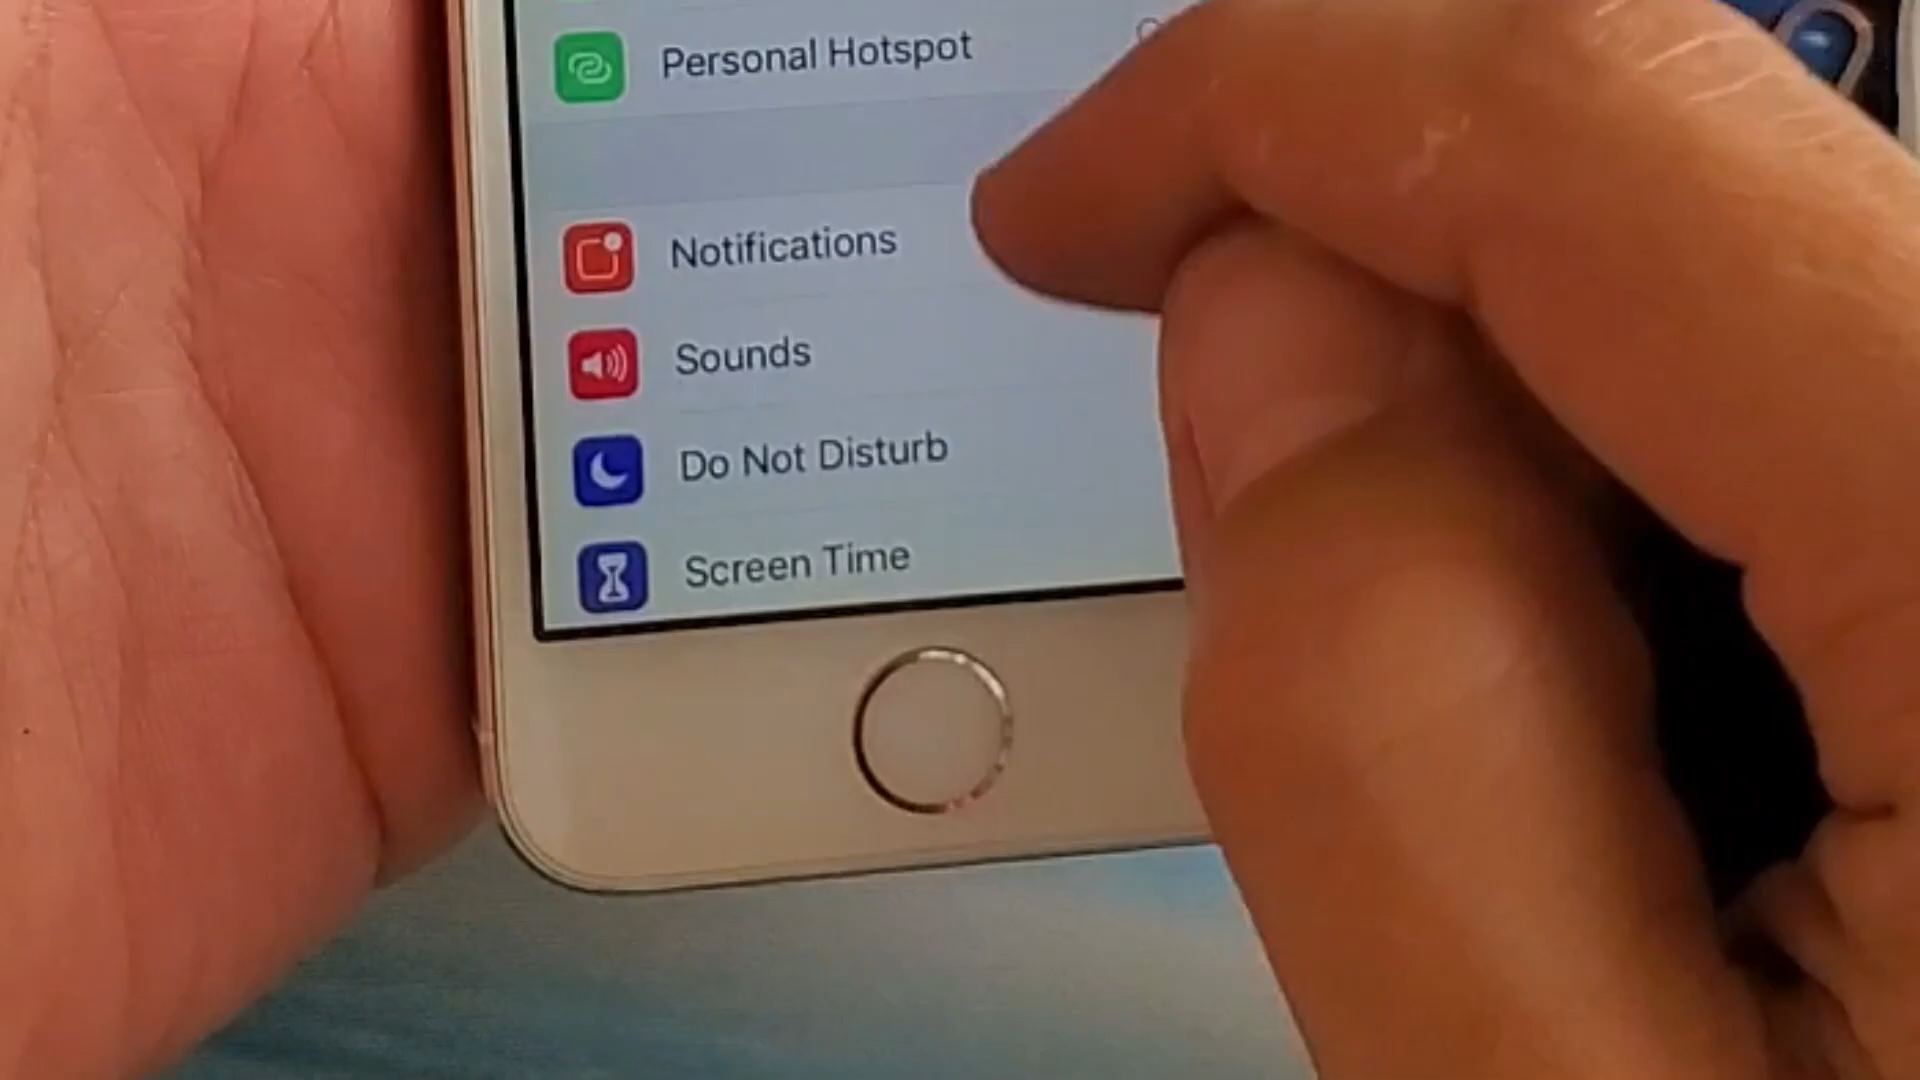 Personal Hotspot
Notifications
Sounds
Do Not Disturb
Screen Time